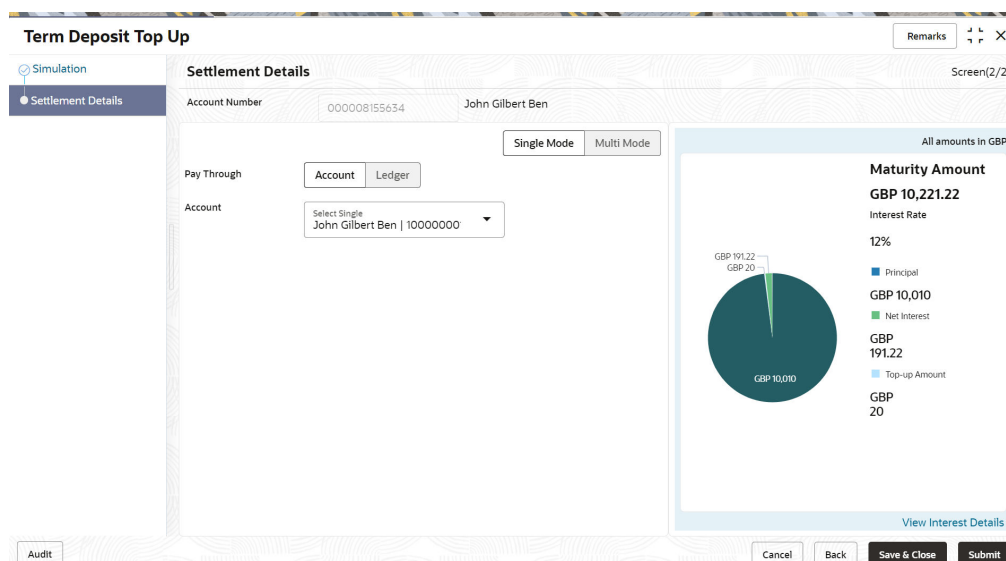 Term Deposit Top Up
Remarks
Simulation
Settlement Details
Settlement Details
Screen(2/2
Account Number
000008155634
John Gilbert Ben
Single Mode
Multi Mode
Pay Through
Account
Ledger
Account
Select Single
John Gilbert Ben | 10000000
All amounts in GBP
Maturity Amount
GBP 10,221.22
Interest Rate
12%
Principal
GBP 10,010
Net Interest
GBP
191.22
Top-up Amount
GBP
20
GBP 191.22
GBP 20
GBP 10,010
View Interest Details
Audit
Cancel
Back
Save & Close
Submit